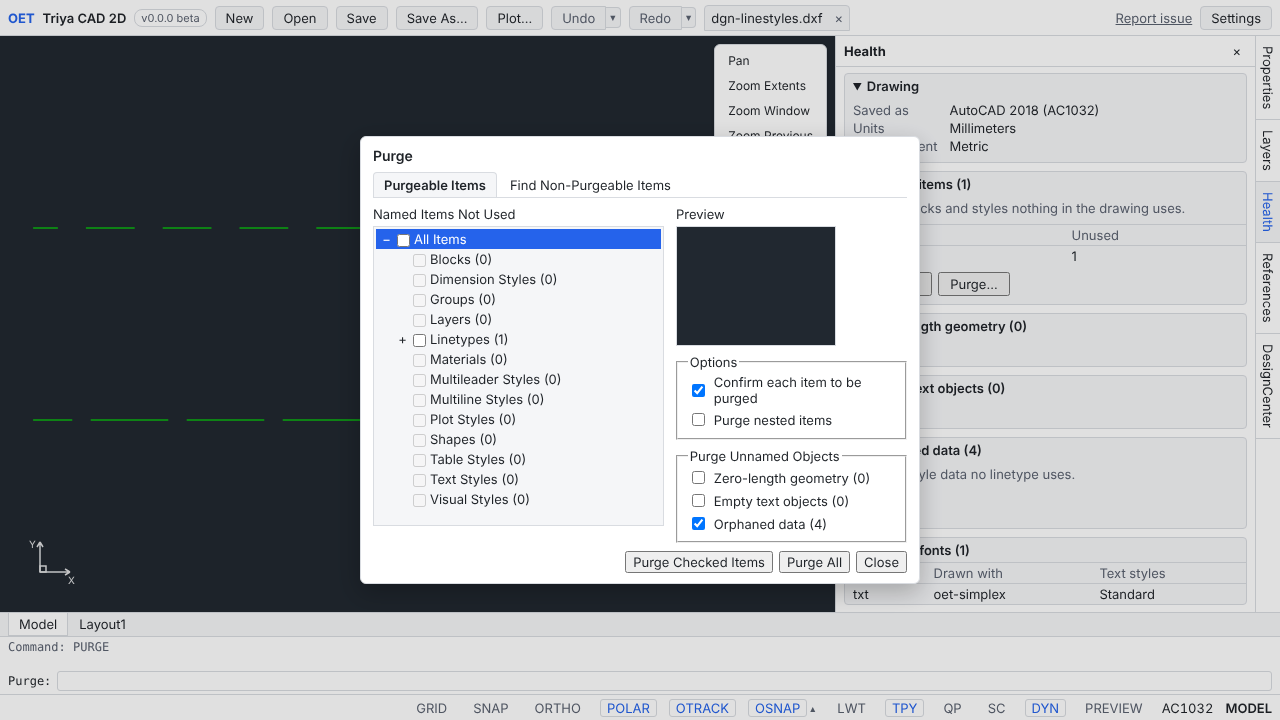 OET Triya CAD 2D v0.0.0 beta New Open Save Save As... Plot... Undo ▾ Redo ▾ dgn-linestyles.dxf × Report issue Settings
Pan
Zoom Extents
Zoom Window
Zoom Previous
Health ×
▼ Drawing
Saved as AutoCAD 2018 (AC1032)
Units Millimeters
Metric
items (1)
styles nothing in the drawing uses.
Unused
1
Purge...
geometry (0)
objects (0)
data (4)
data no linetype uses.
fonts (1)
Drawn with Text styles
txt oet-simplex Standard
Properties
Layers
Health
References
DesignCenter
Purge
Purgeable Items Find Non-Purgeable Items
Named Items Not Used
− All Items
Blocks (0)
Dimension Styles (0)
Groups (0)
Layers (0)
+ Linetypes (1)
Materials (0)
Multileader Styles (0)
Multiline Styles (0)
Plot Styles (0)
Shapes (0)
Table Styles (0)
Text Styles (0)
Visual Styles (0)
Preview
Options
Confirm each item to be
purged
Purge nested items
Purge Unnamed Objects
Zero-length geometry (0)
Empty text objects (0)
Orphaned data (4)
Purge Checked Items Purge All Close
Y
X
Model Layout1
Command: PURGE
Purge:
GRID SNAP ORTHO POLAR OTRACK OSNAP ▴ LWT TPY QP SC DYN PREVIEW AC1032 MODEL